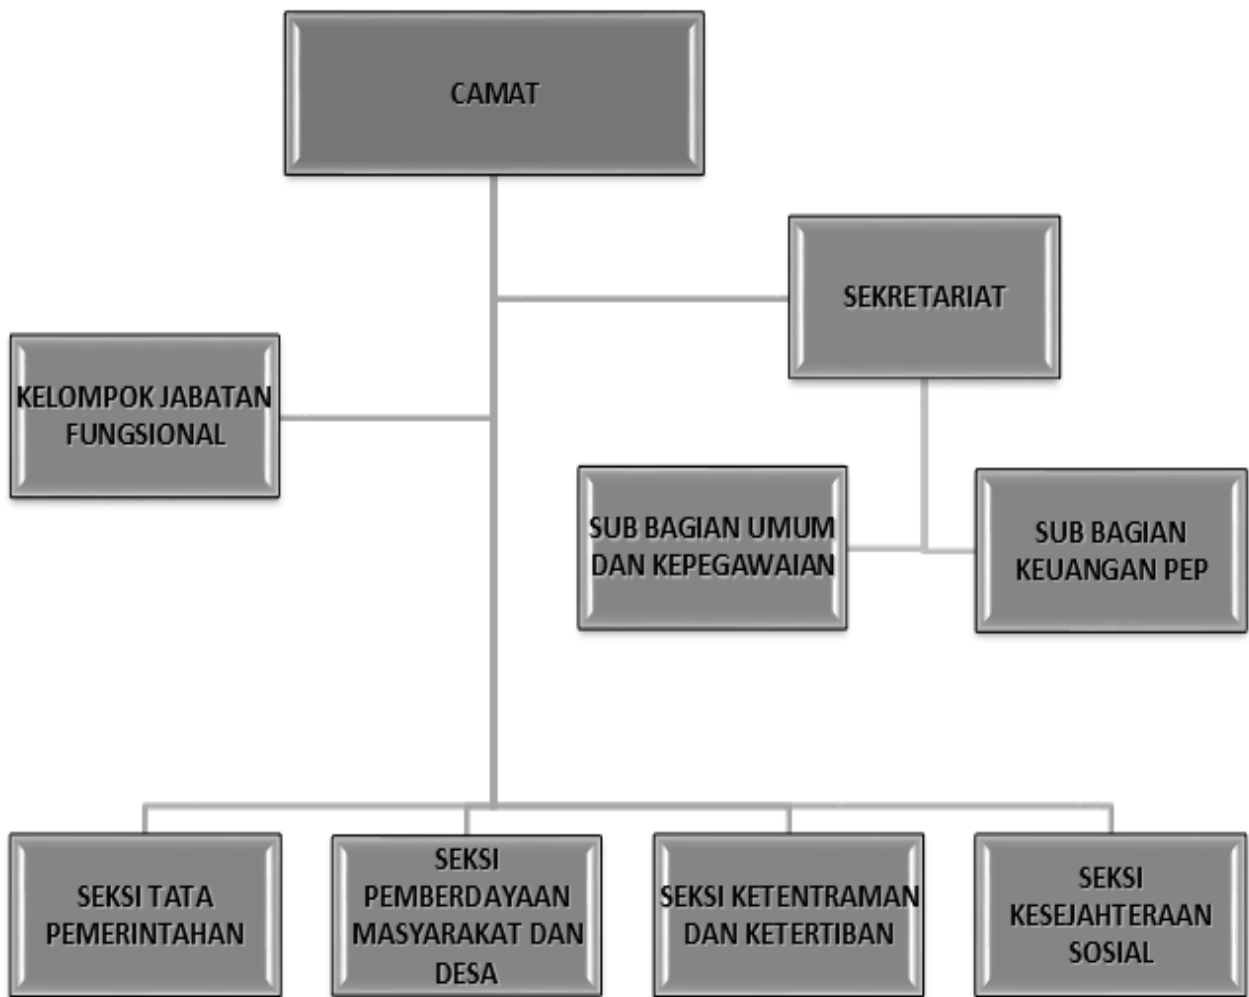 CAMAT
SEKRETARIAT
KELOMPOK JABATAN
FUNGSIONAL
SUB BAGIAN UMUM
DAN KEPEGAWAIAN
SUB BAGIAN
KEUANGAN PEP
SEKSI TATA
PEMERINTAHAN
SEKSI
PEMBERDAYAAN
MASYARAKAT DAN
DESA
SEKSI KETENTRAMAN
DAN KETERTIBAN
SEKSI
KESEJAHTERAAN
SOSIAL